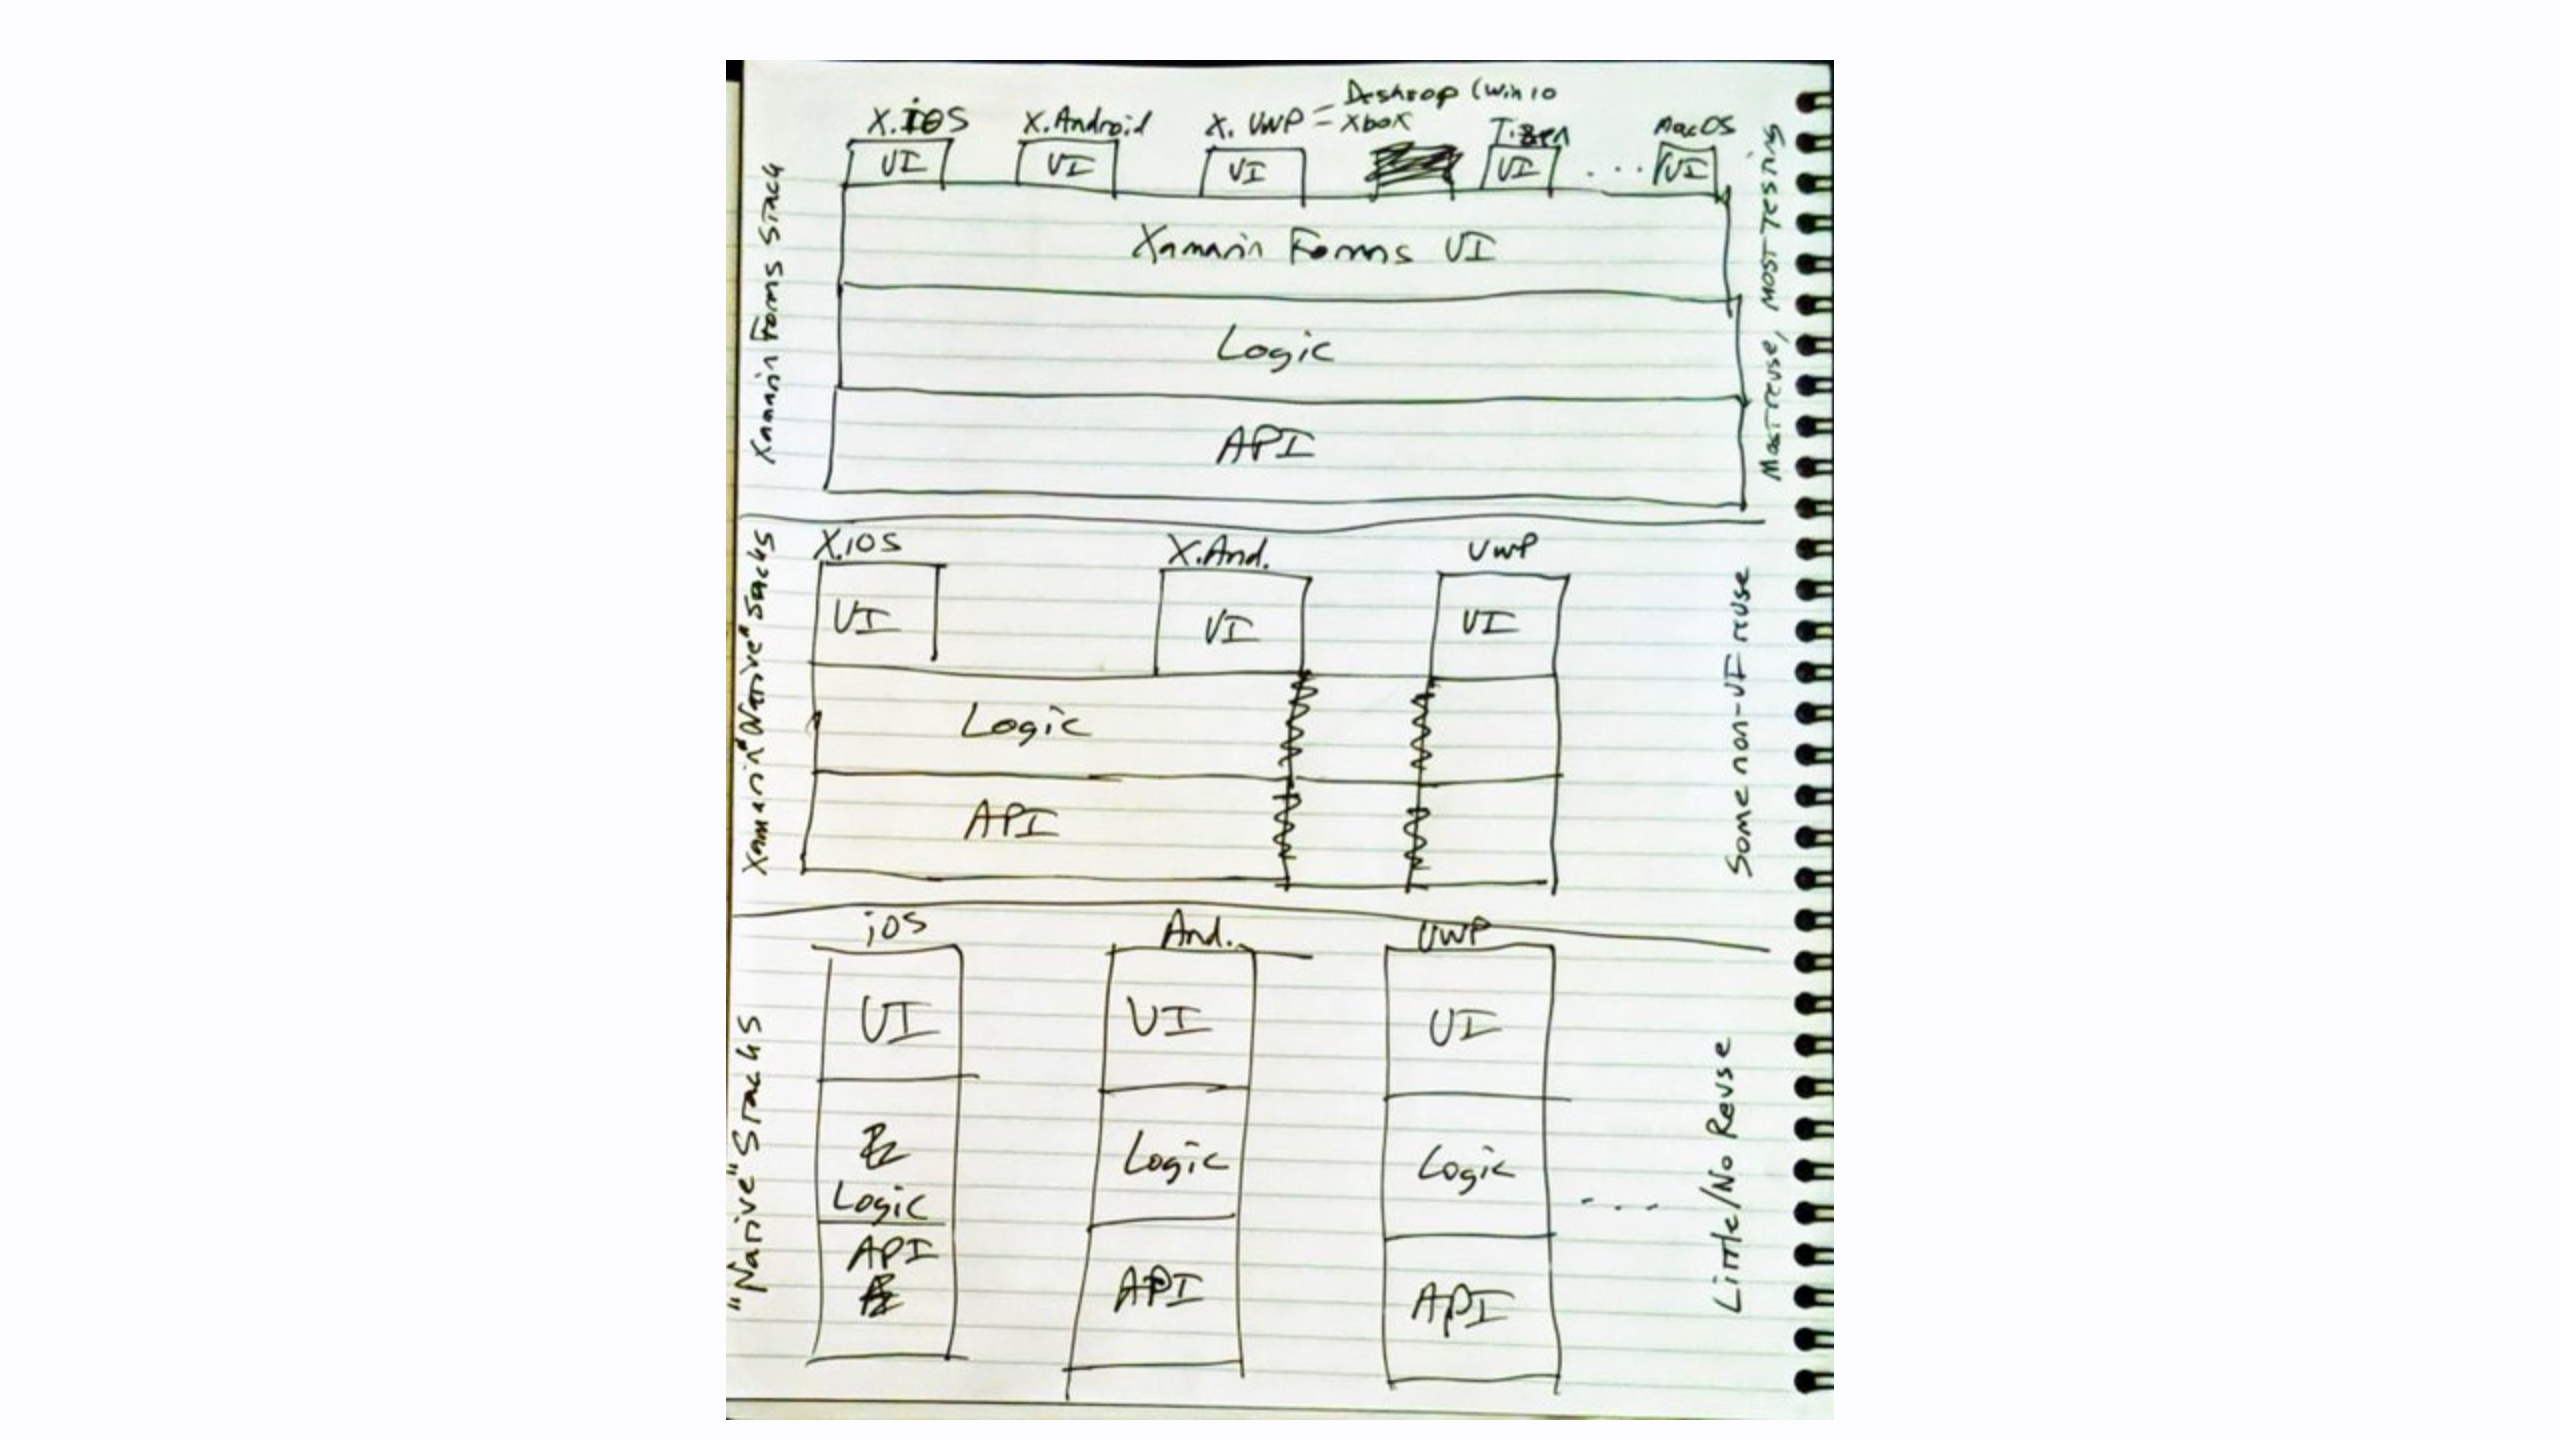 Desktop (Win 10
X.iOS X.Android X. UWP = Xbox Tizen MacOS
UI UI UI UI ... UI
Xamarin Forms Stack
Xamarin Forms UI
Logic
API
Most reuse, MOST TESTING
X.iOS X.And. UWP
Xamarin "Native" Stacks
UI UI UI
Logic
API
Some non-UI reuse
iOS And. UWP
"Native" Stacks
UI UI UI
Logic Logic Logic ...
API API API
Little/No Reuse